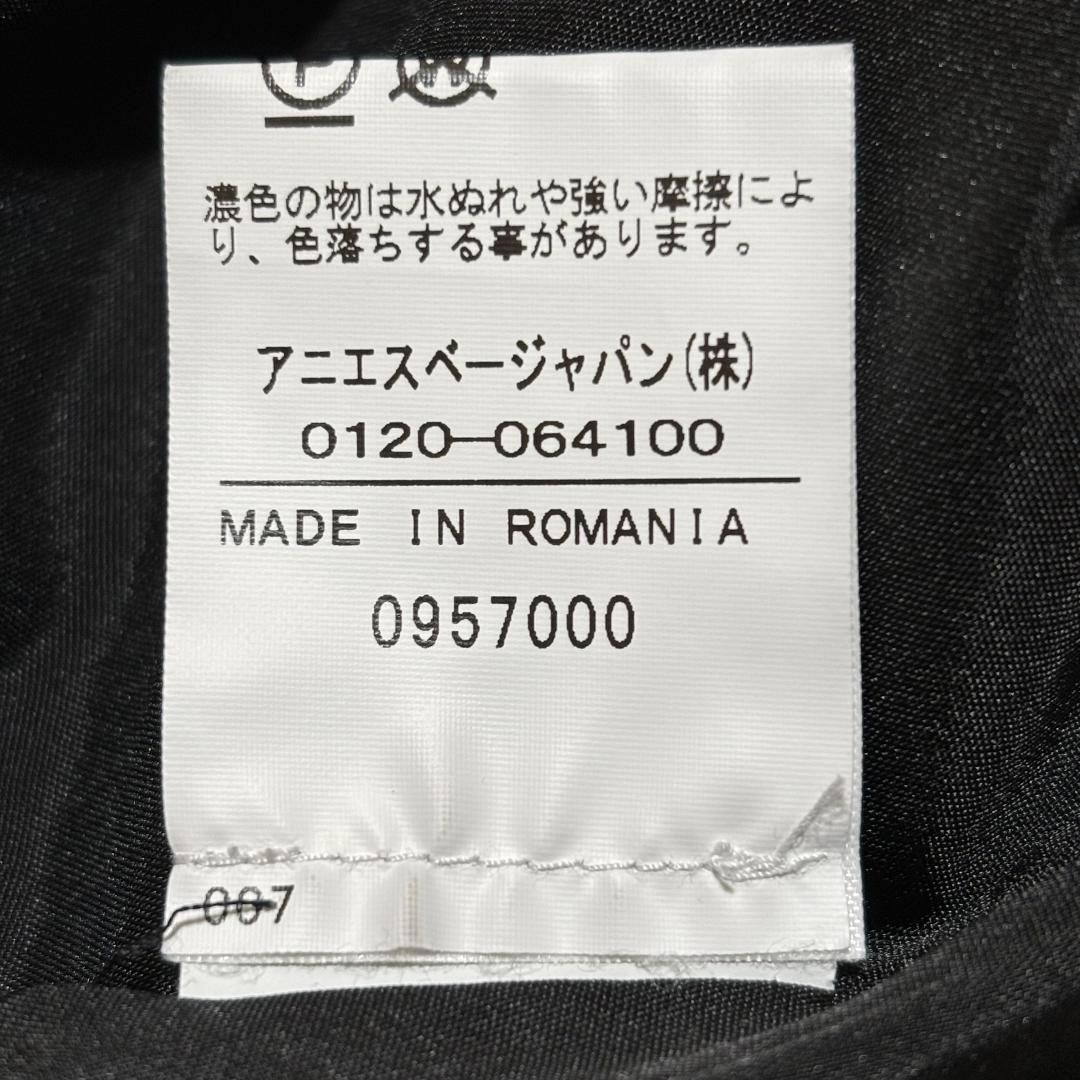 P W
濃色の物は水ぬれや強い摩擦によ
り、色落ちする事があります。
アニエスベージャパン(株)
0120-064100
MADE IN ROMANIA
0957000
007